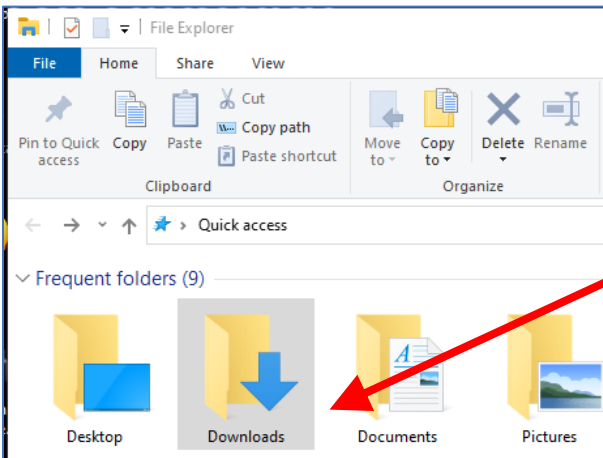 File Explorer
File Home Share View
Pin to Quick access
Copy
Paste
Cut
Copy path
Paste shortcut
Move to
Copy to
Delete
Rename
Clipboard
Organize
Quick access
Frequent folders (9)
Desktop Downloads Documents Pictures